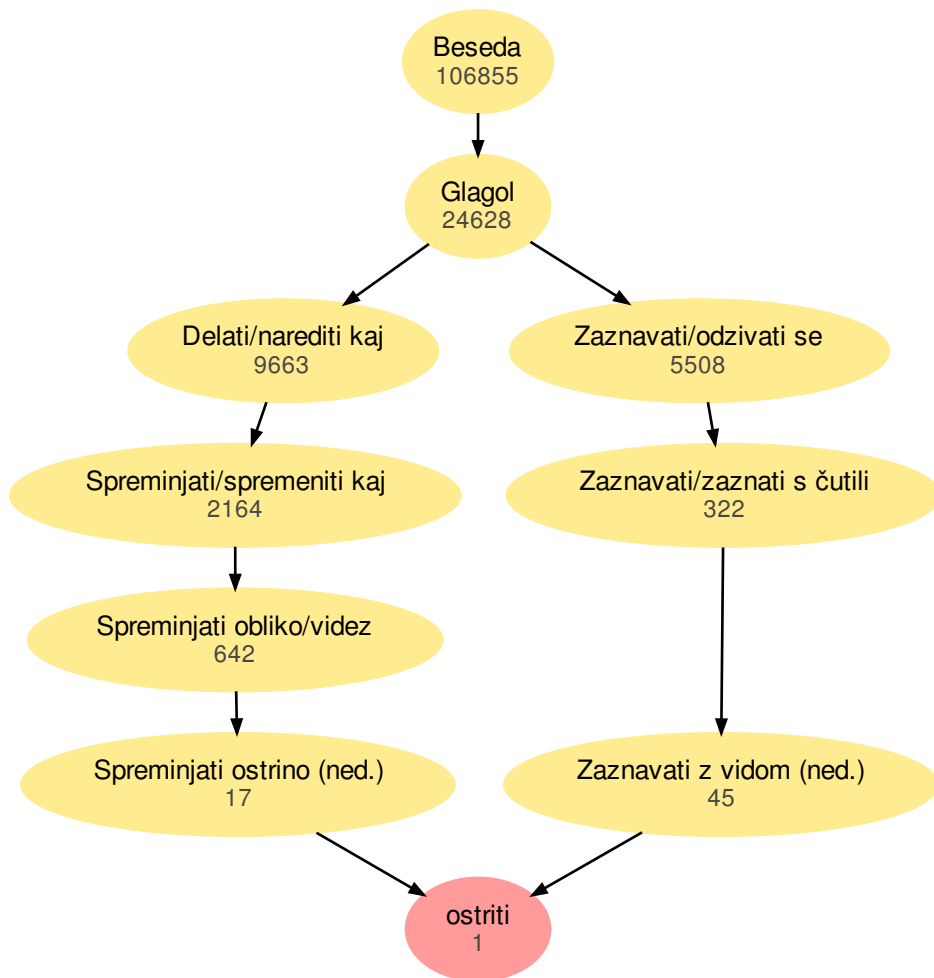 Beseda
106855
Glagol
24628
Delati/narediti kaj
9663
Zaznavati/odzivati se
5508
Spreminjati/spremeniti kaj
2164
Zaznavati/zaznati s čutili
322
Spreminjati obliko/videz
642
Spreminjati ostrino (ned.)
17
Zaznavati z vidom (ned.)
45
ostriti
1